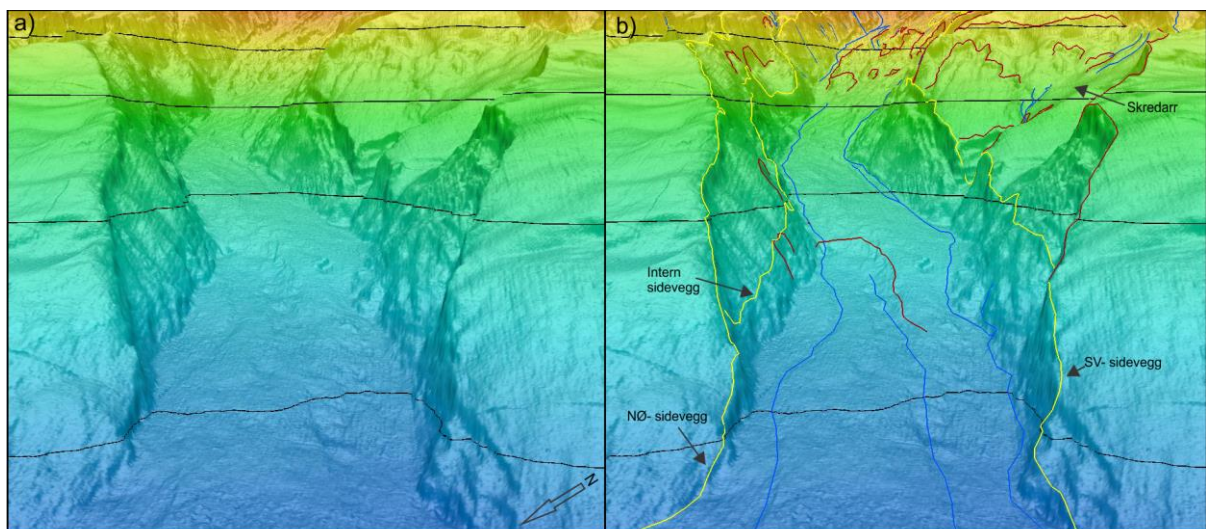 a)
b)
Skredarr
Intern
sidevegg
SV- sidevegg
NØ- sidevegg
N